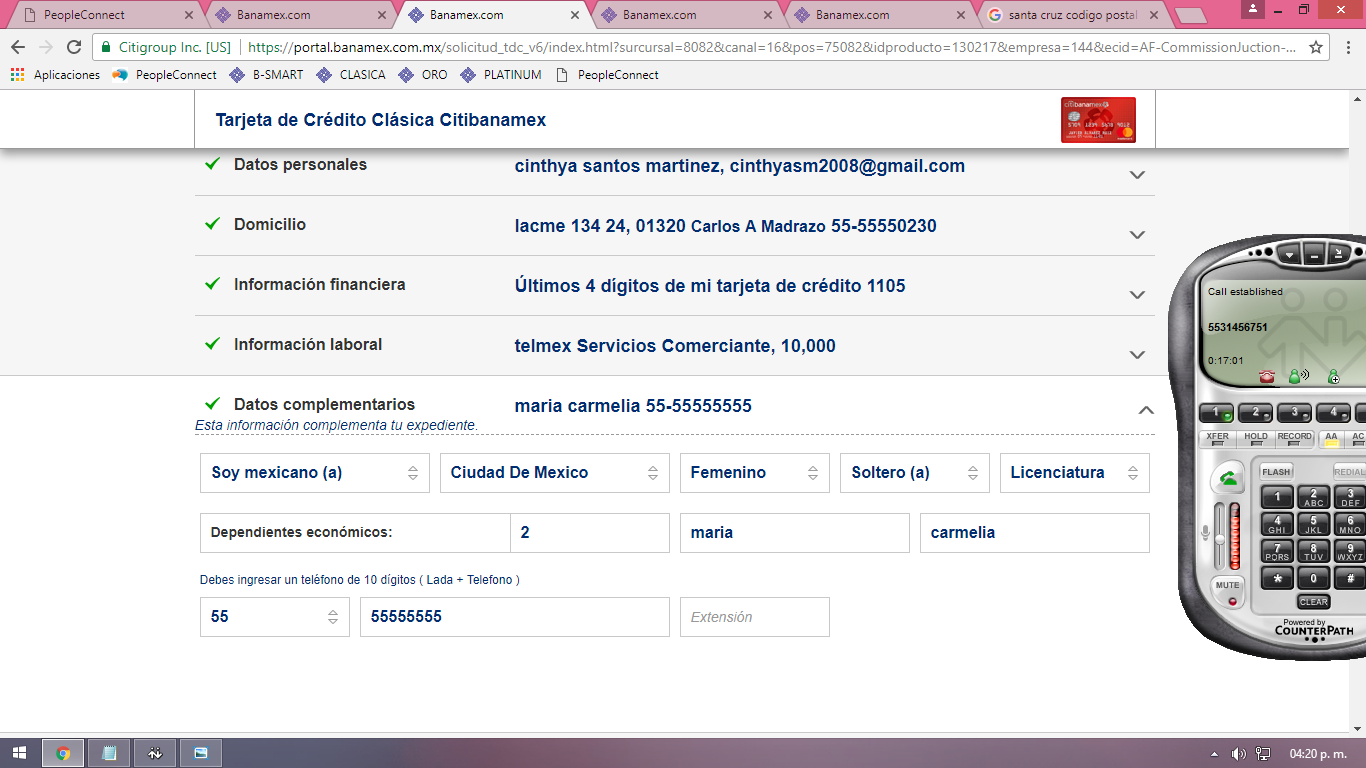 PeopleConnect
Banamex.com
Banamex.com
Banamex.com
Banamex.com
santa cruz codigo postal
Citigroup Inc. [US] https://portal.banamex.com.mx/solicitud_tdc_v6/index.html?surcursal=8082&canal=16&pos=75082&idproducto=130217&empresa=144&ecid=AF-CommissionJuction-...
Aplicaciones PeopleConnect B-SMART CLASICA ORO PLATINUM PeopleConnect
Tarjeta de Crédito Clásica Citibanamex
citibanamex
Datos personales cinthya santos martinez, cinthyasm2008@gmail.com
Domicilio lacme 134 24, 01320 Carlos A Madrazo 55-55550230
Información financiera Últimos 4 dígitos de mi tarjeta de crédito 1105
Información laboral telmex Servicios Comerciante, 10,000
Datos complementarios maria carmelia 55-55555555
Esta información complementa tu expediente.
Soy mexicano (a) Ciudad De Mexico Femenino Soltero (a) Licenciatura
Dependientes económicos: 2 maria carmelia
Debes ingresar un teléfono de 10 dígitos ( Lada + Telefono )
55 55555555 Extensión
Call established
5531456751
0:17:01
1 2 3 4
XFER HOLD RECORD AA AC
FLASH REDIAL
1 2 ABC 3 DEF
4 GHI 5 JKL 6 MNO
7 PQRS 8 TUV 9 WXYZ
* 0 #
MUTE
CLEAR
Powered by
COUNTERPATH
04:20 p. m.